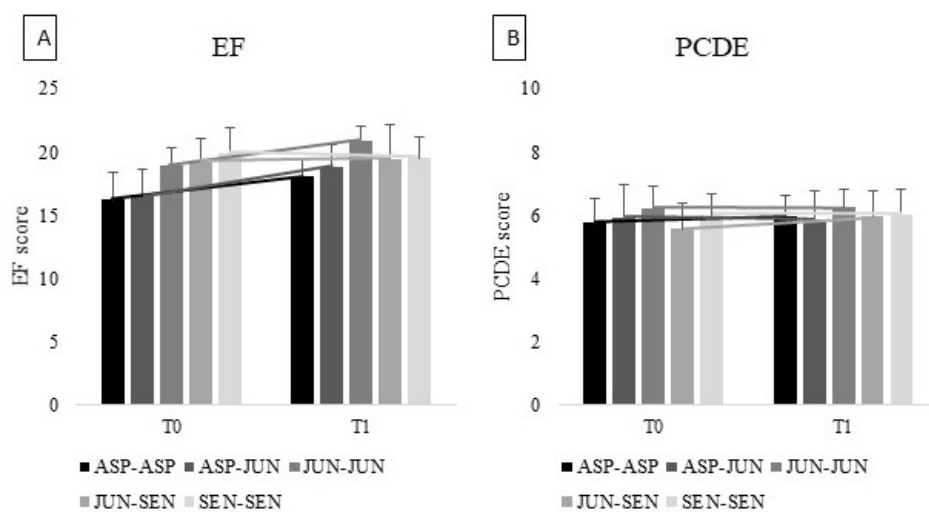 A
EF
25
20
15
10
5
0
EF score
T0
T1
ASP-ASP ASP-JUN JUN-JUN
JUN-SEN SEN-SEN
B
PCDE
10
8
6
4
2
0
PCDE score
T0
T1
ASP-ASP ASP-JUN JUN-JUN
JUN-SEN SEN-SEN